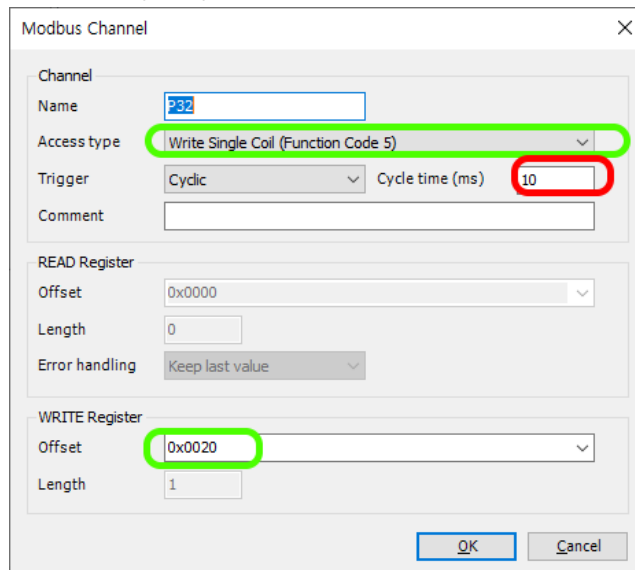 Modbus Channel
Channel
Name P32
Access type Write Single Coil (Function Code 5)
Trigger Cyclic Cycle time (ms) 10
Comment
READ Register
Offset 0x0000
Length 0
Error handling Keep last value
WRITE Register
Offset 0x0020
Length 1
OK Cancel